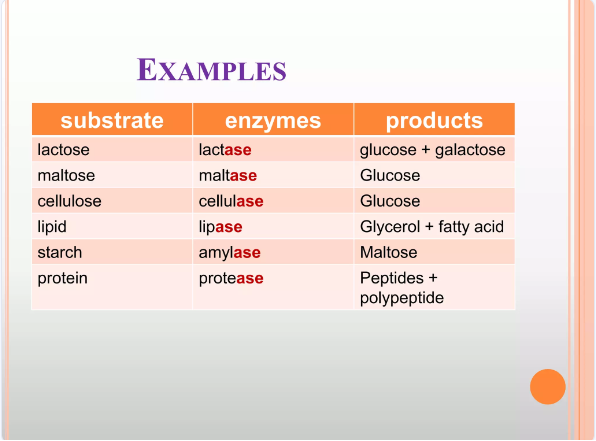 EXAMPLES
substrate enzymes products
lactose lactase glucose + galactose
maltose maltase Glucose
cellulose cellulase Glucose
lipid lipase Glycerol + fatty acid
starch amylase Maltose
protein protease Peptides +
polypeptide